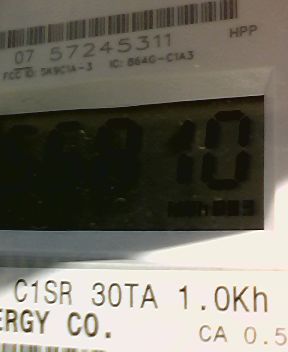 07 57245311
HPP
FCC ID: SK9C1A-3 IC: 864G-C1A3
10
C1SR 30TA 1.0Kh
ERGY CO.
CA 0.5